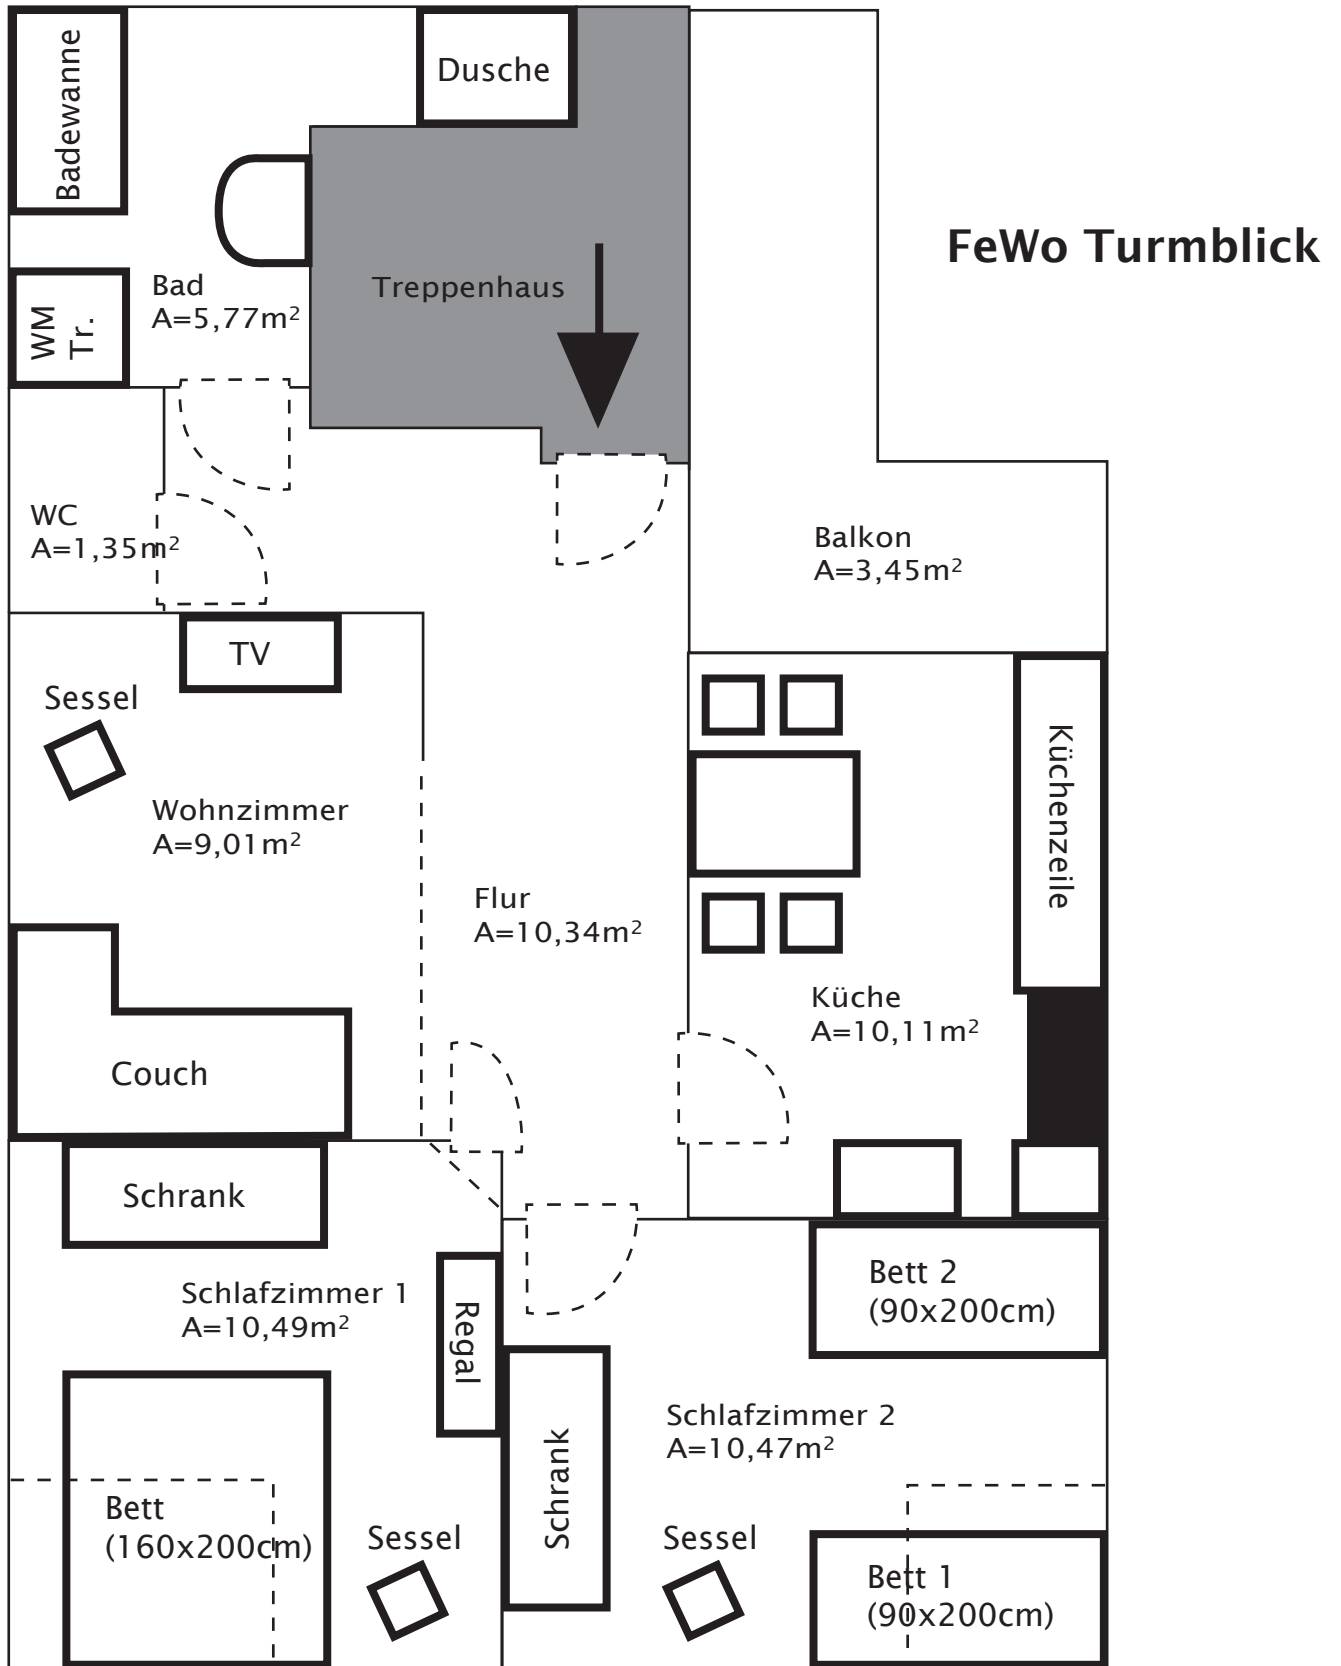 Badewanne
Dusche
FeWo Turmblick
Treppenhaus
Bad
A=5,77m²
WM
Tr.
WC
A=1,35m²
Balkon
A=3,45m²
TV
Sessel
Küchenzeile
Wohnzimmer
A=9,01m²
Flur
A=10,34m²
Küche
A=10,11m²
Couch
Schrank
Schlafzimmer 1
A=10,49m²
Regal
Bett 2
(90x200cm)
Schlafzimmer 2
A=10,47m²
Schrank
Bett
(160x200cm)
Sessel
Sessel
Bett 1
(90x200cm)